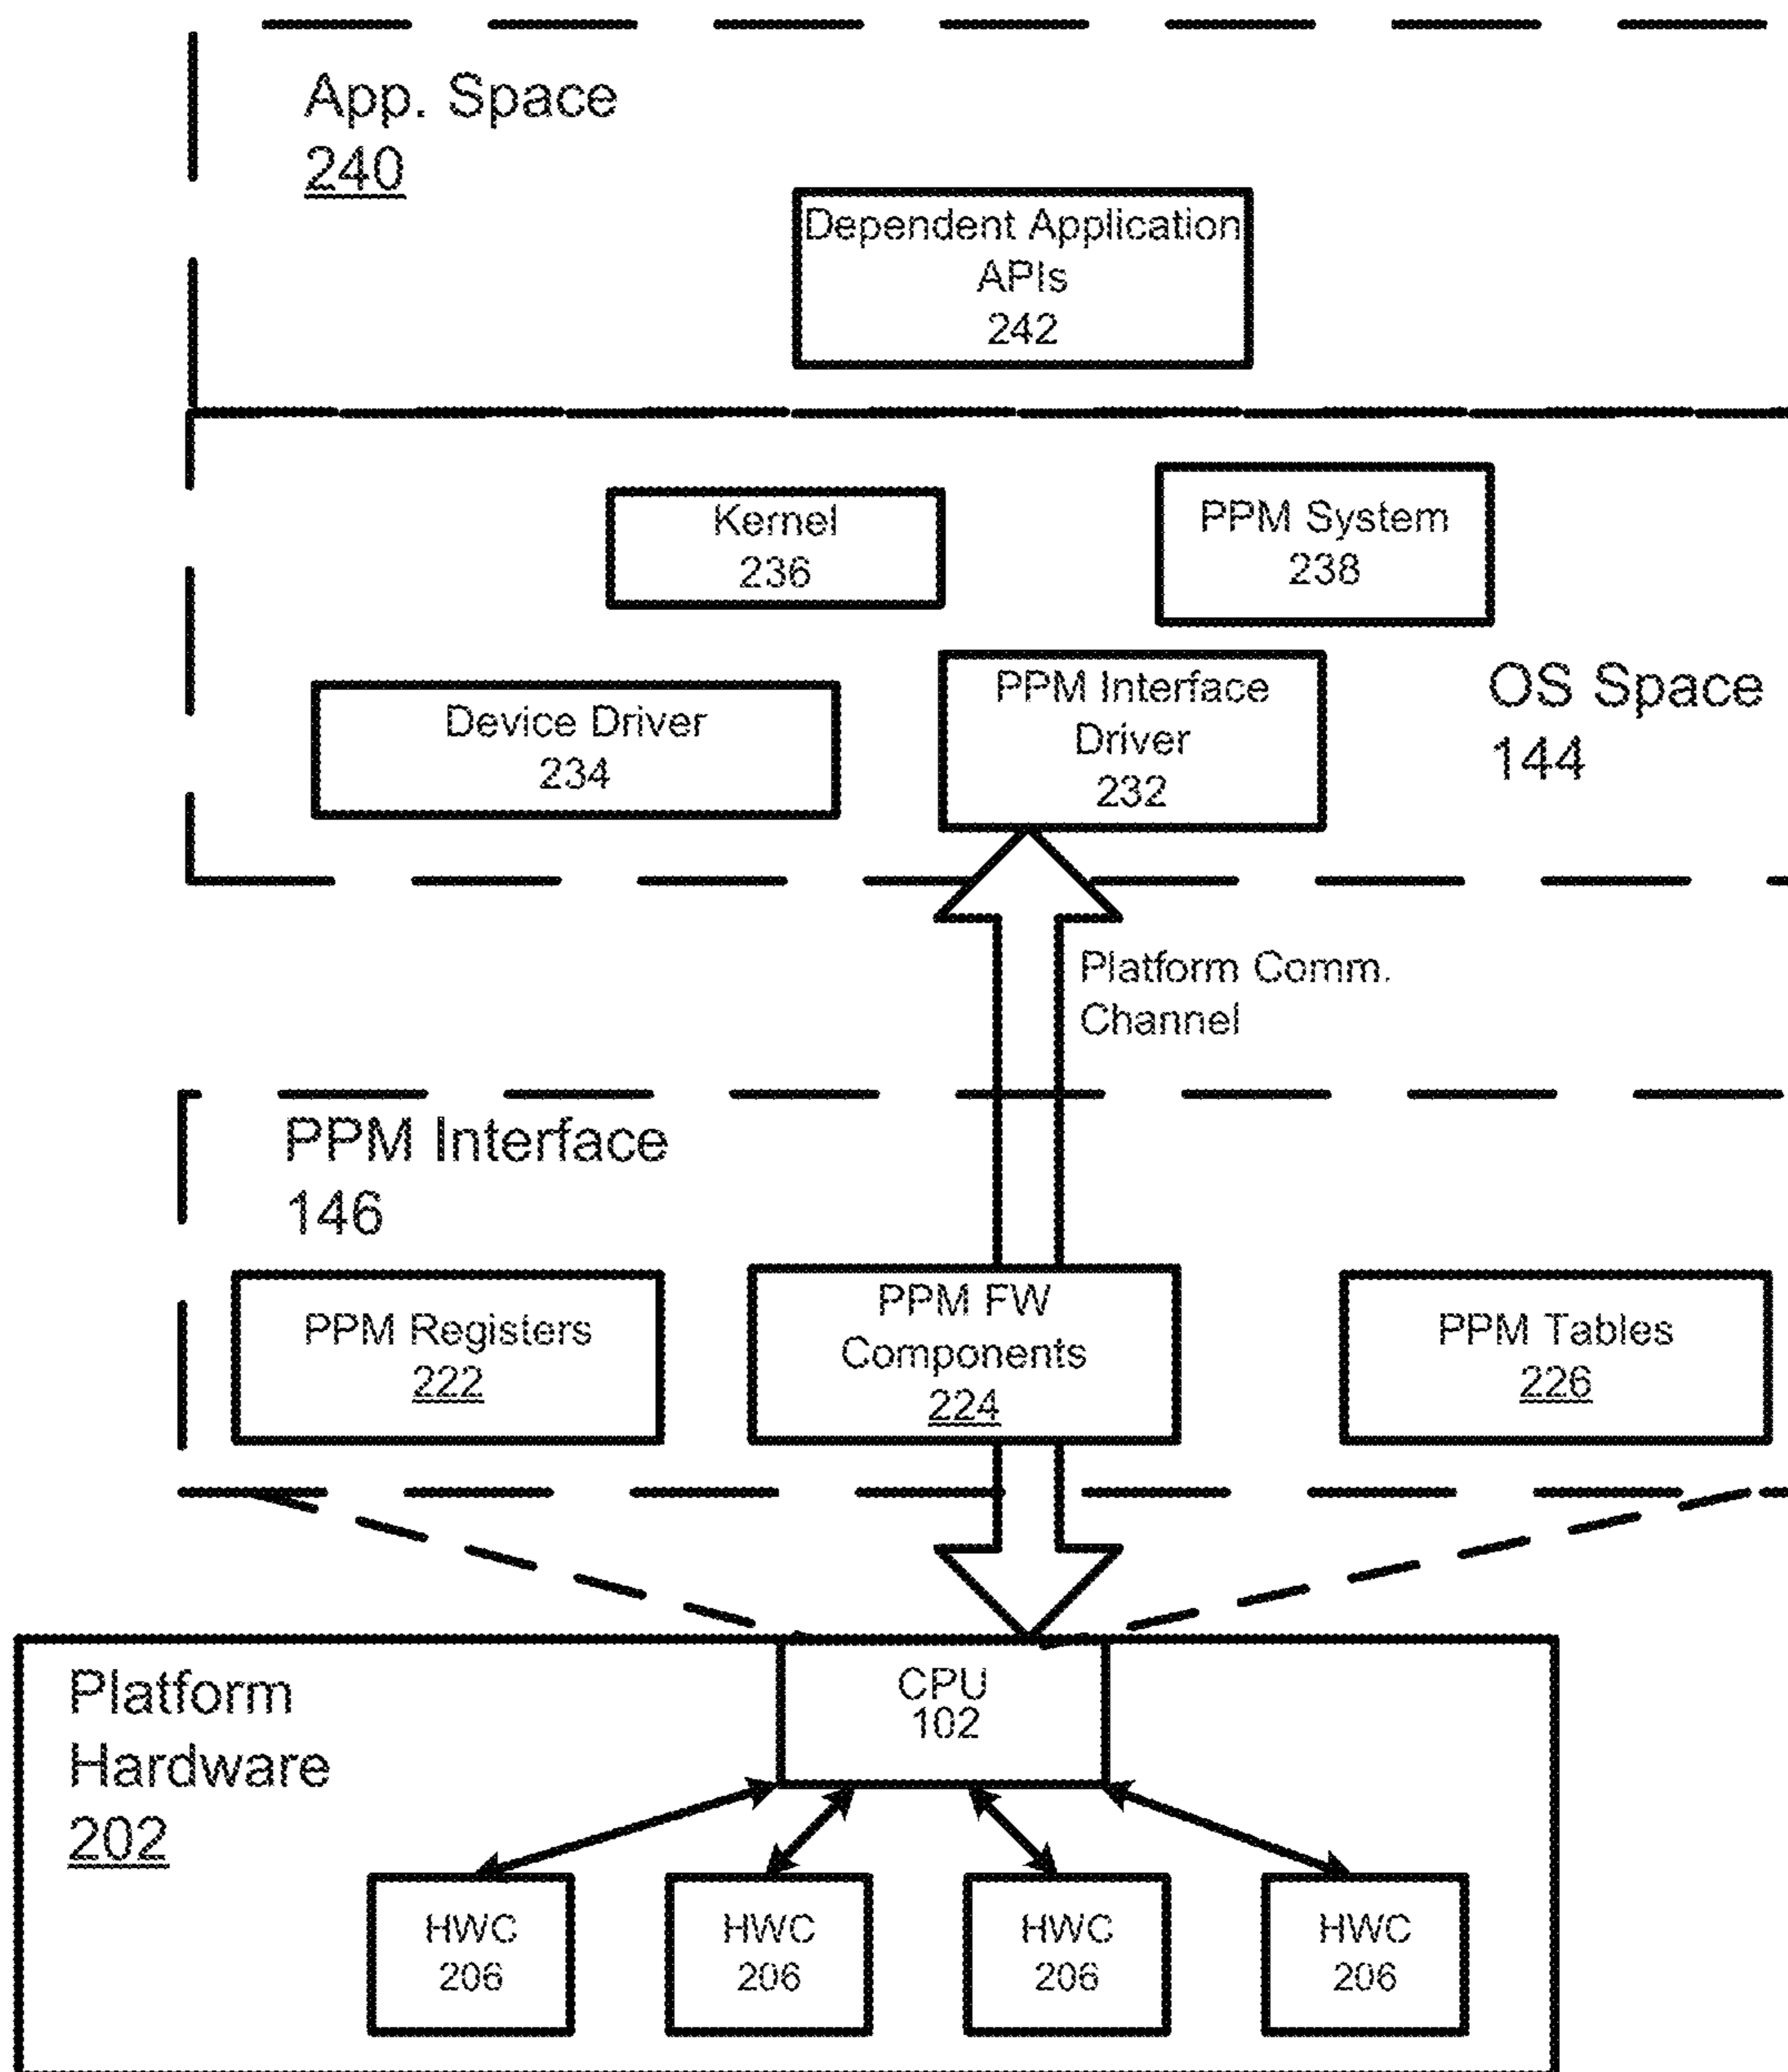 App. Space
240
Dependent Application
APIs
242
Kernel
236
PPM System
238
Device Driver
234
PPM Interface
Driver
232
OS Space
144
Platform Comm.
Channel
PPM Interface
146
PPM Registers
222
PPM FW
Components
224
PPM Tables
226
Platform
Hardware
202
CPU
102
HWC
206
HWC
206
HWC
206
HWC
206